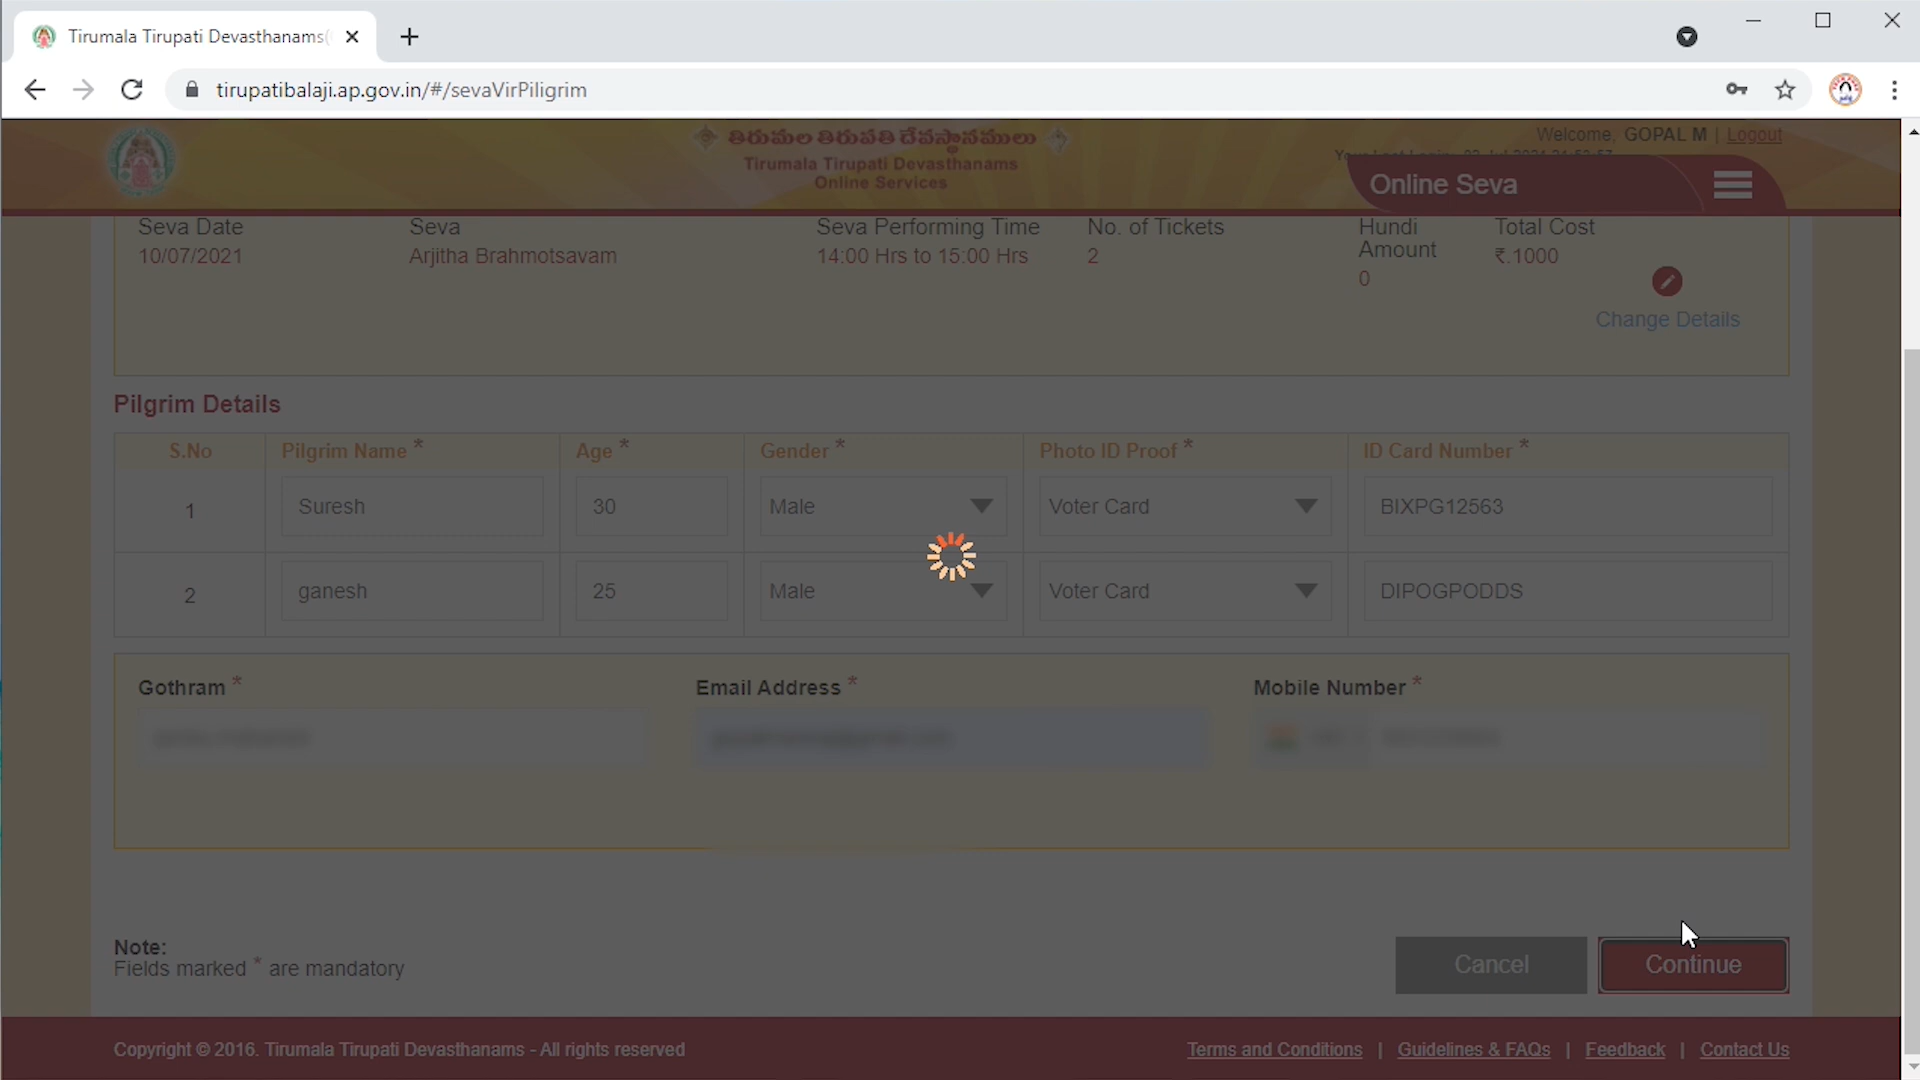 Tirumala Tirupati Devasthanams(
tirupatibalaji.ap.gov.in/#/sevaVirPiligrim
తిరుమల తిరుపతి దేవస్థానములు
Tirumala Tirupati Devasthanams
Online Services
Welcome, GOPAL M | Logout
Online Seva
Seva Date Seva Seva Performing Time No. of Tickets Hundi Amount Total Cost
10/07/2021 Arjitha Brahmotsavam 14:00 Hrs to 15:00 Hrs 2 0 ₹.1000
Change Details
Pilgrim Details
S.No Pilgrim Name * Age * Gender * Photo ID Proof * ID Card Number *
1 Suresh 30 Male Voter Card BIXPG12563
2 ganesh 25 Male Voter Card DIPOGPODDS
Gothram * Email Address * Mobile Number *
Note:
Fields marked * are mandatory
Cancel Continue
Copyright © 2016. Tirumala Tirupati Devasthanams - All rights reserved
Terms and Conditions | Guidelines & FAQs | Feedback | Contact Us